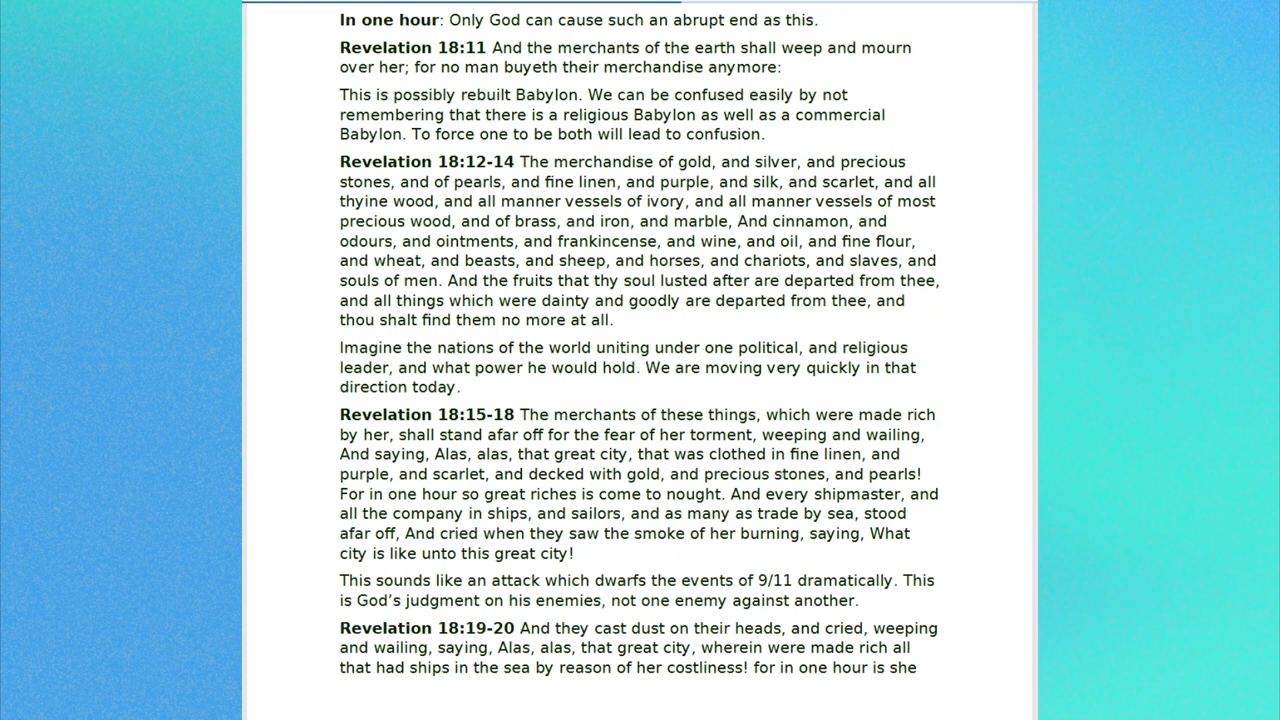 In one hour: Only God can cause such an abrupt end as this.
Revelation 18:11 And the merchants of the earth shall weep and mourn
over her; for no man buyeth their merchandise anymore:
This is possibly rebuilt Babylon. We can be confused easily by not
remembering that there is a religious Babylon as well as a commercial
Babylon. To force one to be both will lead to confusion.
Revelation 18:12-14 The merchandise of gold, and silver, and precious
stones, and of pearls, and fine linen, and purple, and silk, and scarlet, and all
thyine wood, and all manner vessels of ivory, and all manner vessels of most
precious wood, and of brass, and iron, and marble, And cinnamon, and
odours, and ointments, and frankincense, and wine, and oil, and fine flour,
and wheat, and beasts, and sheep, and horses, and chariots, and slaves, and
souls of men. And the fruits that thy soul lusted after are departed from thee,
and all things which were dainty and goodly are departed from thee, and
thou shalt find them no more at all.
Imagine the nations of the world uniting under one political, and religious
leader, and what power he would hold. We are moving very quickly in that
direction today.
Revelation 18:15-18 The merchants of these things, which were made rich
by her, shall stand afar off for the fear of her torment, weeping and wailing,
And saying, Alas, alas, that great city, that was clothed in fine linen, and
purple, and scarlet, and decked with gold, and precious stones, and pearls!
For in one hour so great riches is come to nought. And every shipmaster, and
all the company in ships, and sailors, and as many as trade by sea, stood
afar off, And cried when they saw the smoke of her burning, saying, What
city is like unto this great city!
This sounds like an attack which dwarfs the events of 9/11 dramatically. This
is God’s judgment on his enemies, not one enemy against another.
Revelation 18:19-20 And they cast dust on their heads, and cried, weeping
and wailing, saying, Alas, alas, that great city, wherein were made rich all
that had ships in the sea by reason of her costliness! for in one hour is she